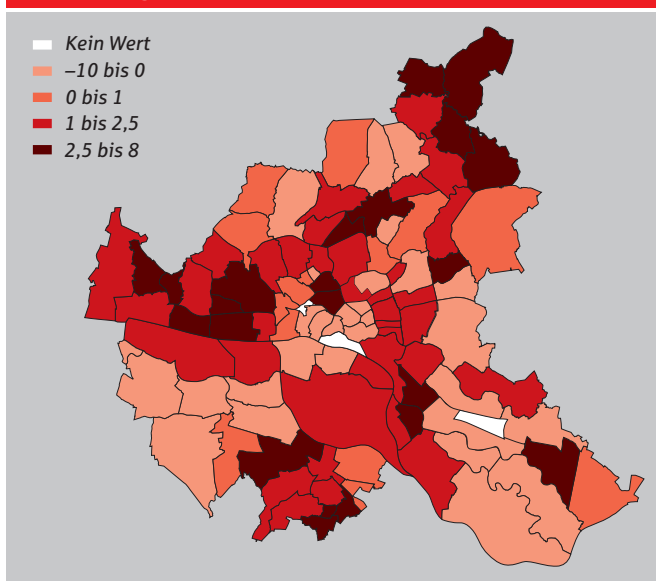 Kein Wert
–10 bis 0
0 bis 1
1 bis 2,5
2,5 bis 8